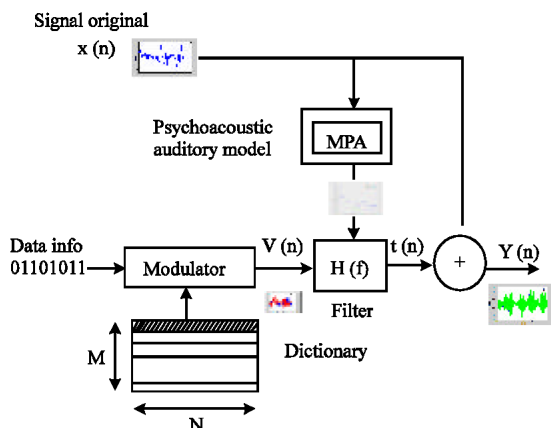 Signal original
x (n)
Psychoacoustic
auditory model
MPA
Data info
01101011
Modulator
V (n)
H (f)
t (n)
+
Y (n)
Filter
M
Dictionary
N